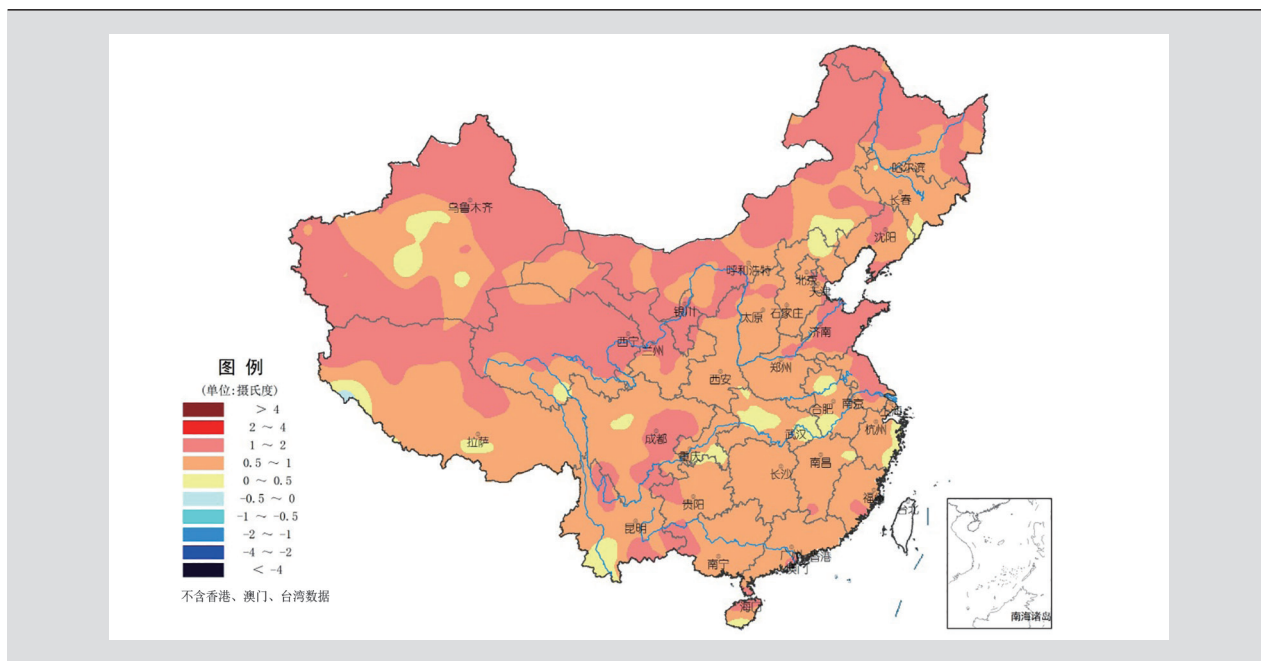 哈尔滨
长春
乌鲁木齐
沈阳
呼和浩特
北京
天津
银川
太原
石家庄
济南
西宁
兰州
郑州
西安
图 例
(单位:摄氏度)
> 4
2 ~ 4
1 ~ 2
0.5 ~ 1
0 ~ 0.5
-0.5 ~ 0
-1 ~ -0.5
-2 ~ -1
-4 ~ -2
< -4
不含香港、澳门、台湾数据
合肥
南京
上海
成都
武汉
杭州
拉萨
重庆
南昌
长沙
贵阳
台北
昆明
南宁
香港
澳门
南海诸岛